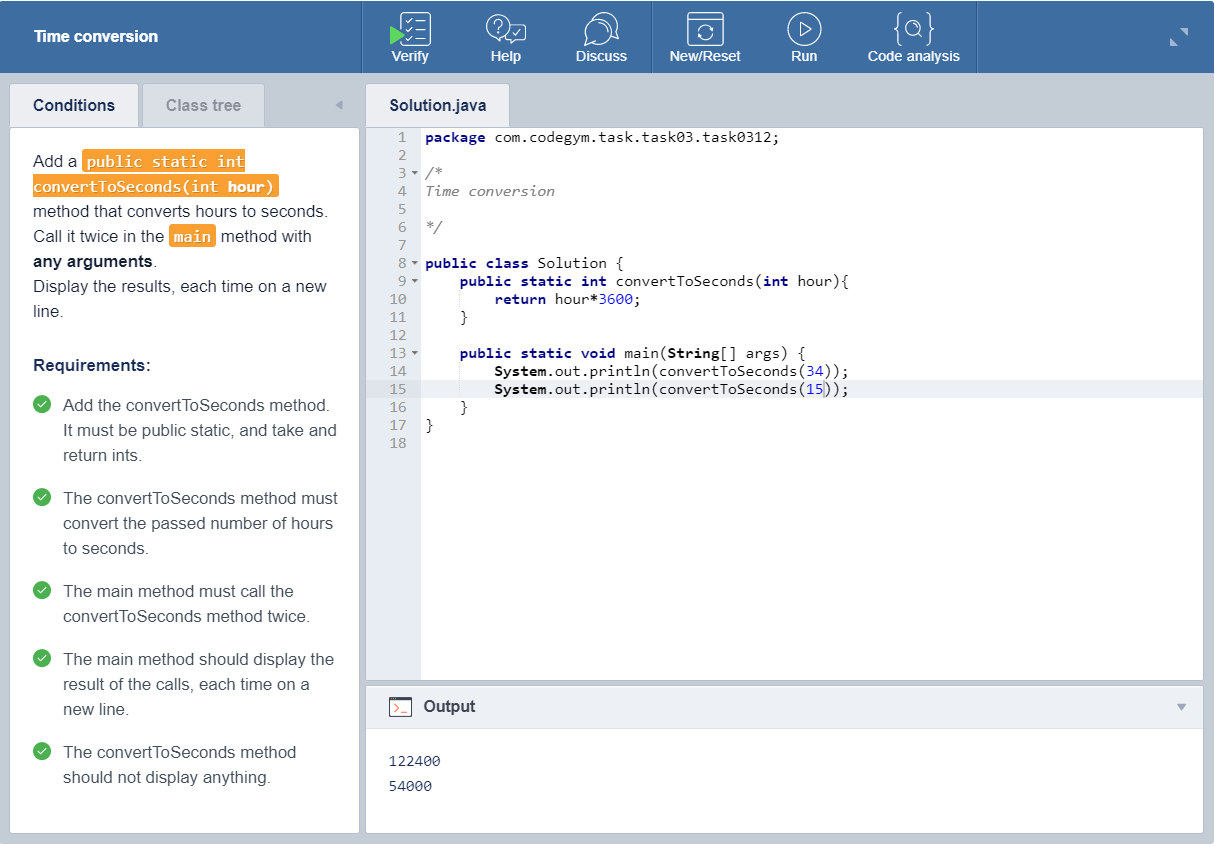 Time conversion
Verify
Help
Discuss
New/Reset
Run
Code analysis
Conditions
Class tree
Add a public static int
convertToSeconds(int hour)
method that converts hours to seconds.
Call it twice in the main method with
any arguments.
Display the results, each time on a new
line.
Requirements:
Add the convertToSeconds method.
It must be public static, and take and
return ints.
The convertToSeconds method must
convert the passed number of hours
to seconds.
The main method must call the
convertToSeconds method twice.
The main method should display the
result of the calls, each time on a
new line.
The convertToSeconds method
should not display anything.
Solution.java
1 package com.codegym.task.task03.task0312;
2
3 /*
4 Time conversion
5
6 */
7
8 public class Solution {
9     public static int convertToSeconds(int hour){
10         return hour*3600;
11     }
12
13     public static void main(String[] args) {
14         System.out.println(convertToSeconds(34));
15         System.out.println(convertToSeconds(15));
16     }
17 }
18
>_ Output
122400
54000